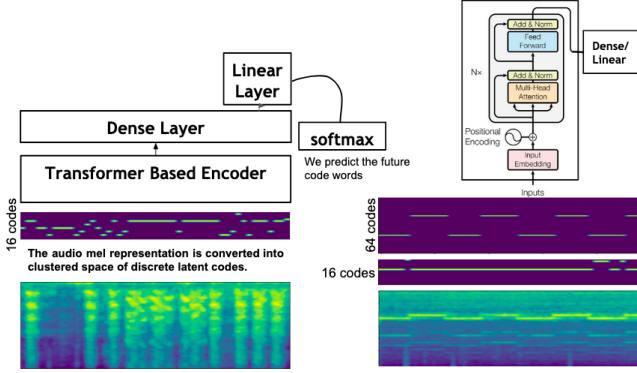 Linear
Layer
Dense Layer
softmax
We predict the future
code words
Transformer Based Encoder
16 codes
The audio mel representation is converted into
clustered space of discrete latent codes.
Add & Norm
Feed
Forward
Dense/
Linear
N×
Add & Norm
Multi-Head
Attention
Positional
Encoding
Input
Embedding
Inputs
64 codes
16 codes